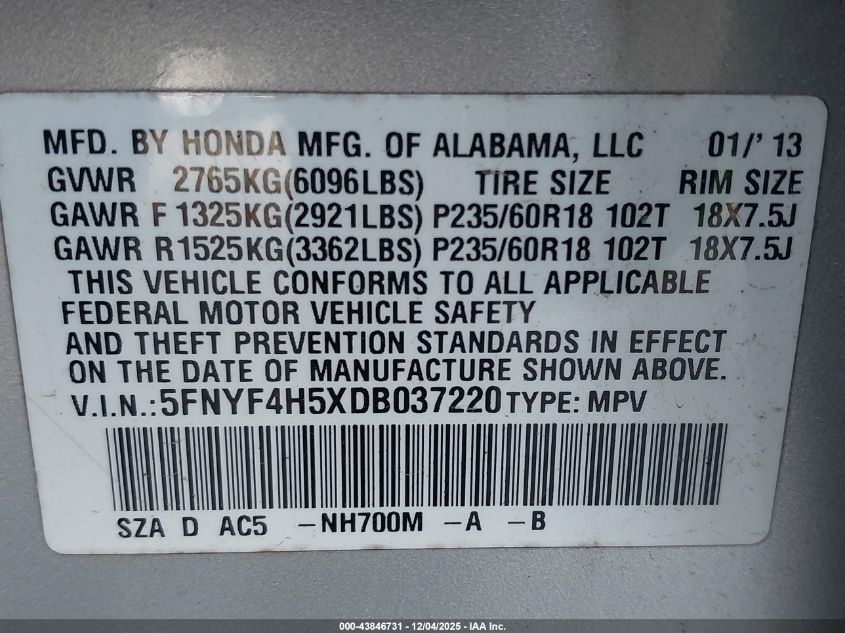 MFD. BY HONDA MFG. OF ALABAMA, LLC 01/'13
GVWR 2765KG(6096LBS) TIRE SIZE RIM SIZE
GAWR F 1325KG(2921LBS) P235/60R18 102T 18X7.5J
GAWR R1525KG(3362LBS) P235/60R18 102T 18X7.5J
THIS VEHICLE CONFORMS TO ALL APPLICABLE
FEDERAL MOTOR VEHICLE SAFETY
AND THEFT PREVENTION STANDARDS IN EFFECT
ON THE DATE OF MANUFACTURE SHOWN ABOVE.
V.I.N.:5FNYF4H5XDB037220 TYPE: MPV
SZA D AC5 -NH700M -A -B
000-43846731 - 12/04/2025 - IAA Inc.